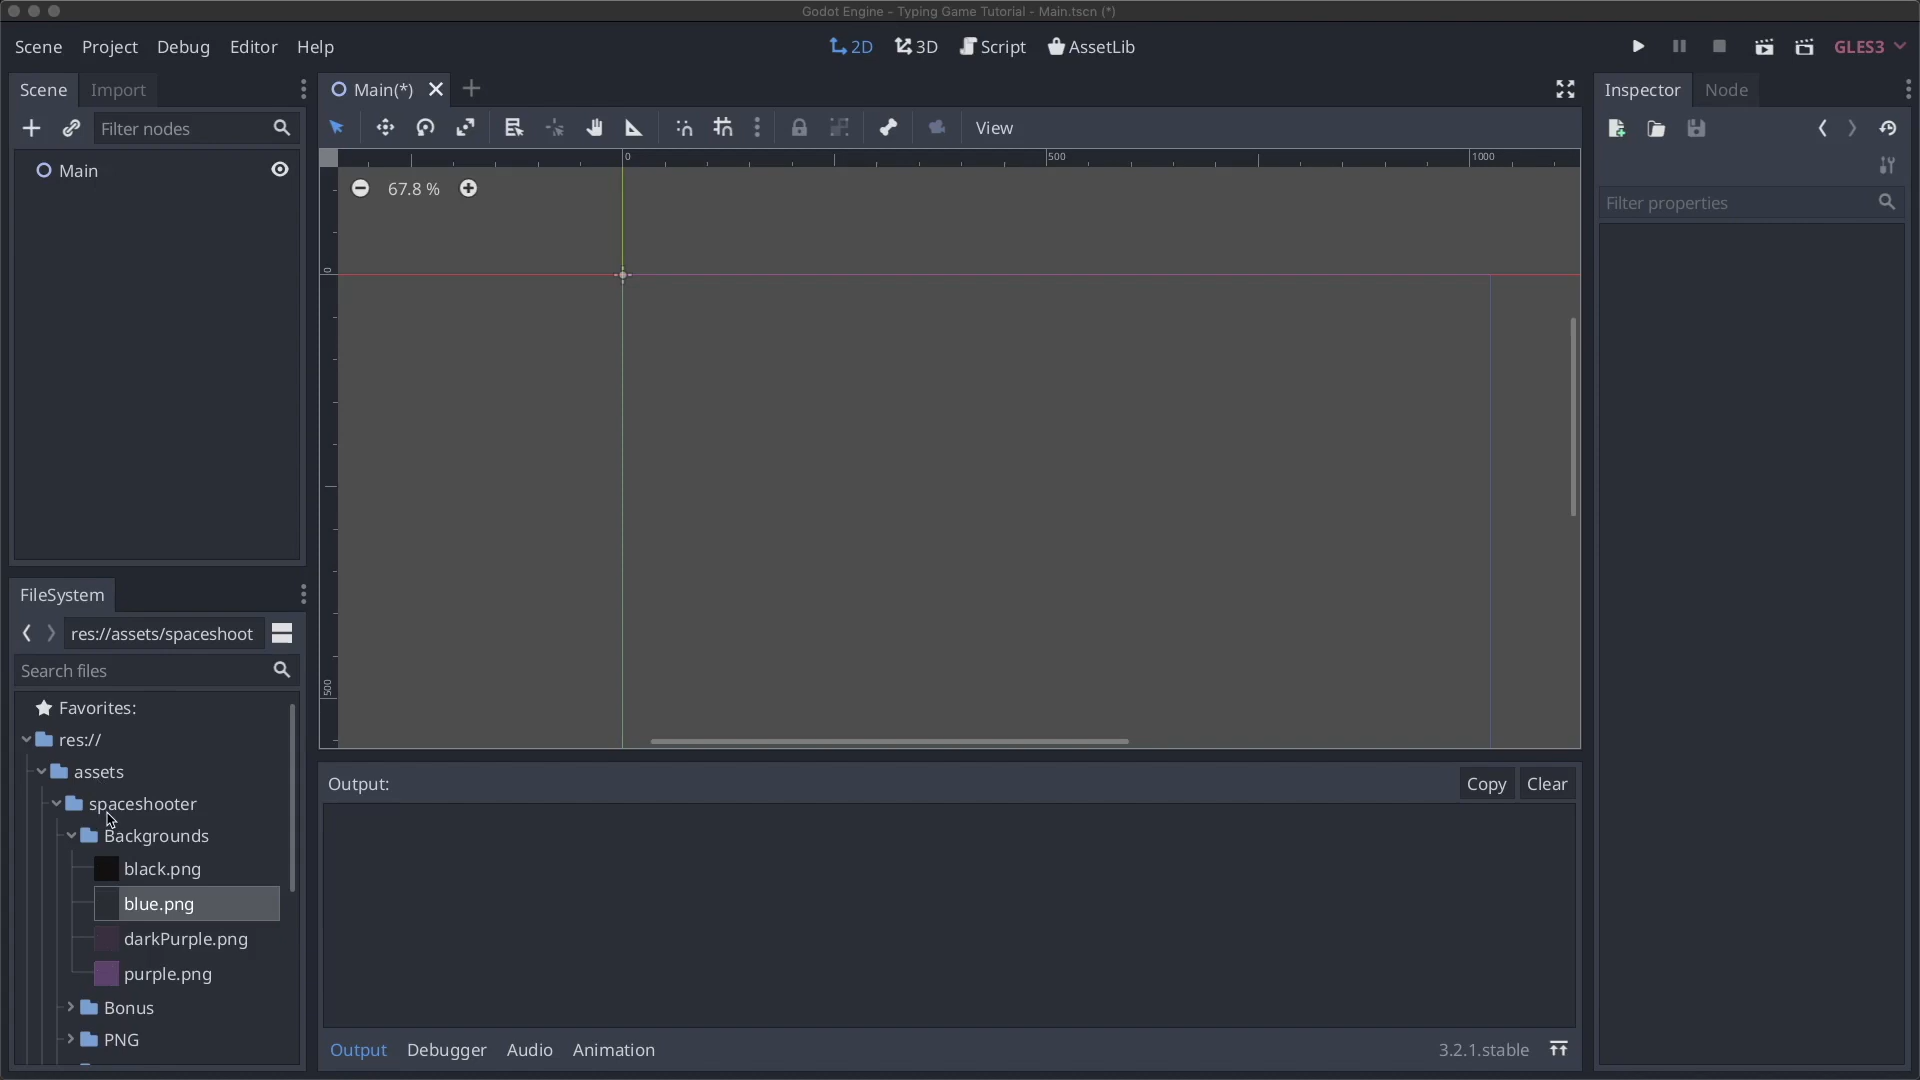 Godot Engine - Typing Game Tutorial - Main.tscn (*)
Scene Project Debug Editor Help
2D 3D Script AssetLib
GLES3
Scene Import
Main(*)
Inspector Node
Filter nodes
View
Main
0 500 1000
67.8 %
Filter properties
0
500
FileSystem
res://assets/spaceshoot
Search files
Favorites:
res://
assets
spaceshooter
Backgrounds
black.png
blue.png
darkPurple.png
purple.png
Bonus
PNG
Output:
Copy Clear
Output Debugger Audio Animation
3.2.1.stable